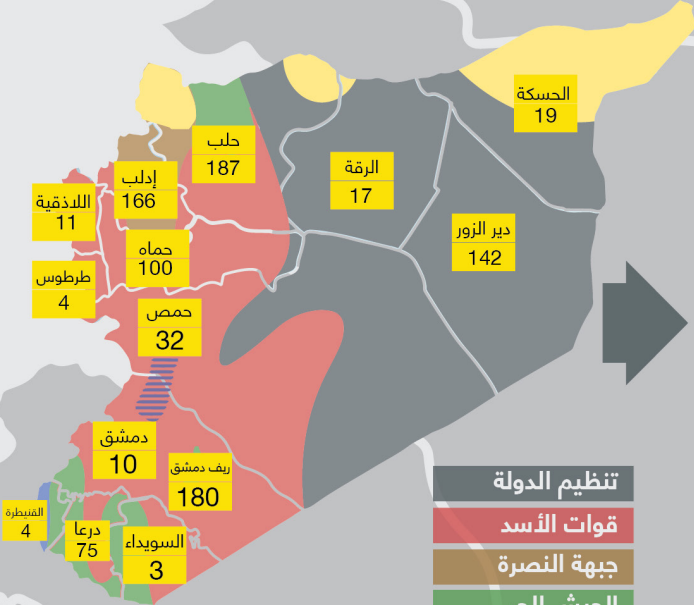 الحسكة
19
حلب
187
الرقة
17
إدلب
166
اللاذقية
11
دير الزور
142
حماه
100
طرطوس
4
حمص
32
دمشق
10
ريف دمشق
180
القنيطرة
4
درعا
75
السويداء
3
تنظيم الدولة
قوات الأسد
جبهة النصرة